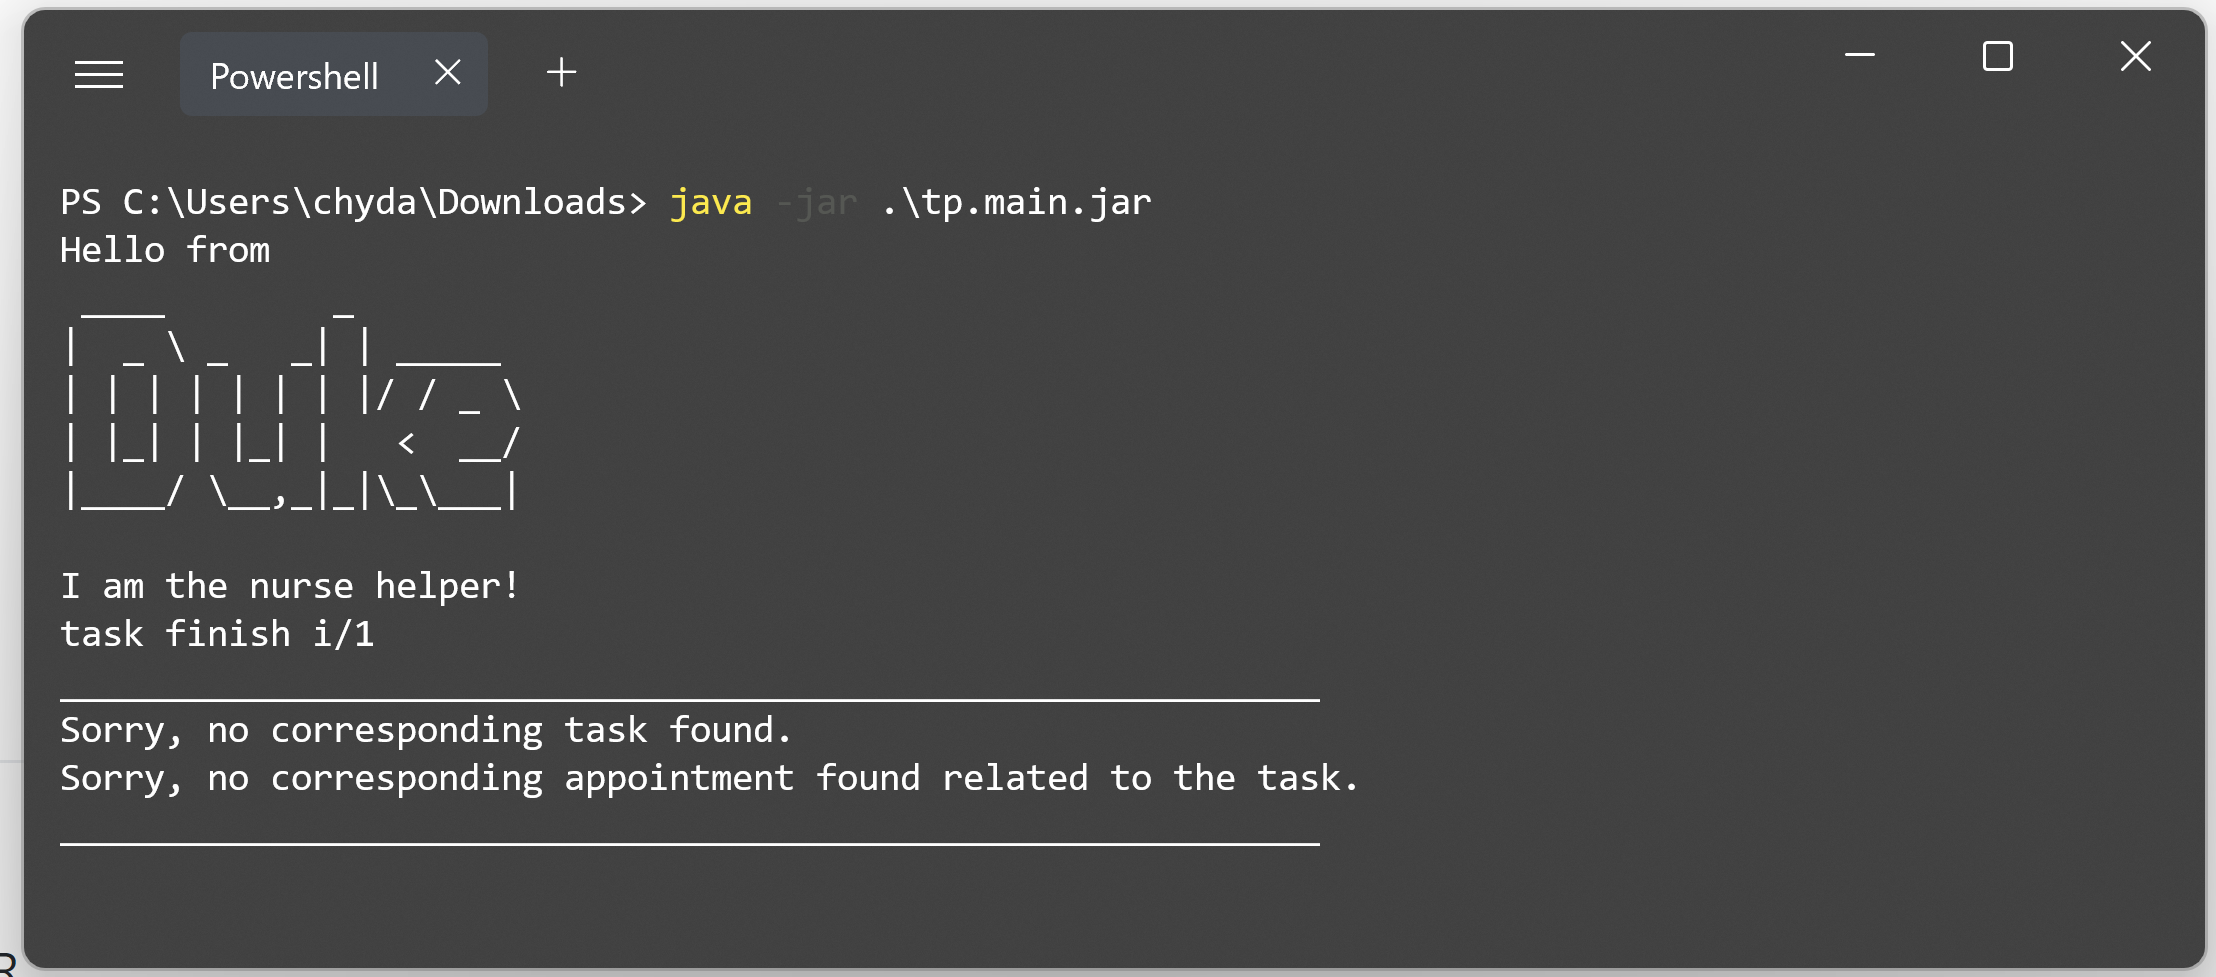 Powershell
PS C:\Users\chyda\Downloads> java -jar .\tp.main.jar
Hello from
 ____        _
|  _ \ _   _| | _____
| | | | | | | |/ / _ \
| |_| | |_| |   <  __/
|____/ \__,_|_|\_\___|
I am the nurse helper!
task finish i/1
____________________________________________________________
Sorry, no corresponding task found.
Sorry, no corresponding appointment found related to the task.
____________________________________________________________